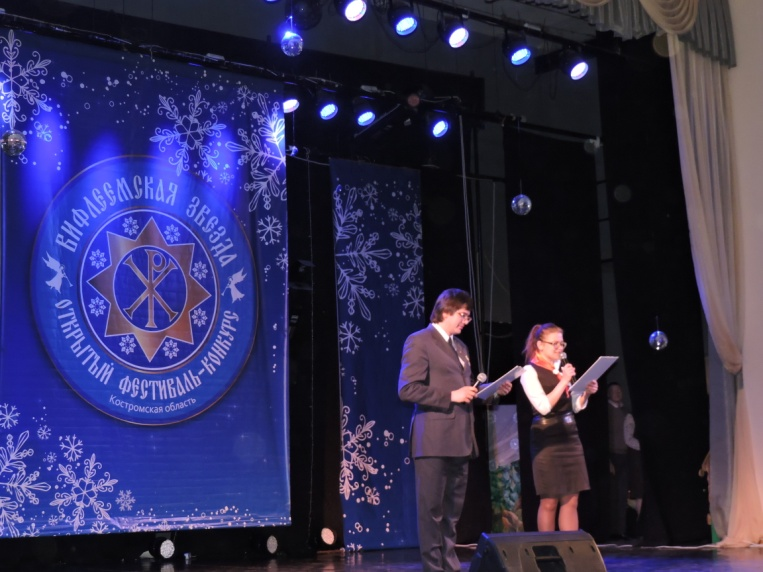 ВИФЛЕЕМСКАЯ ЗВЕЗДА
ОТКРЫТЫЙ ФЕСТИВАЛЬ-КОНКУРС
Костромская область